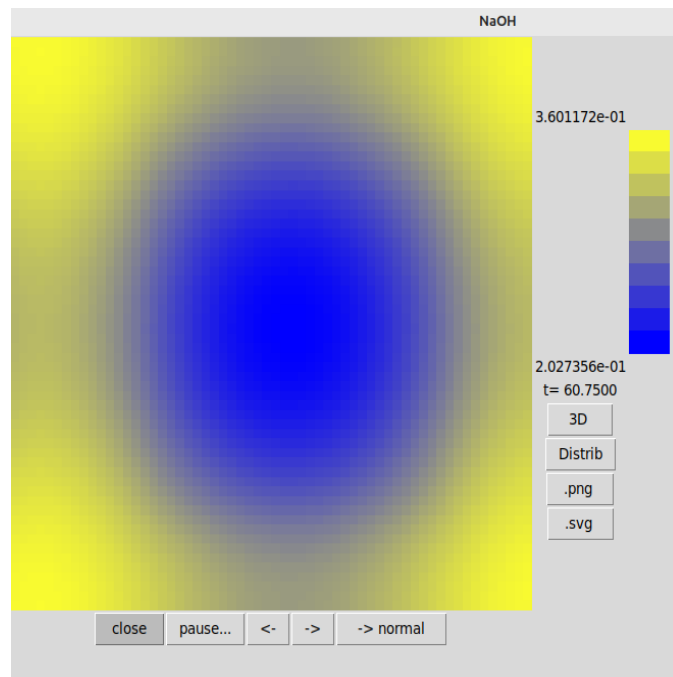 NaOH
3.601172e-01
2.027356e-01
t= 60.7500
3D
Distrib
.png
.svg
close pause... <- -> -> normal